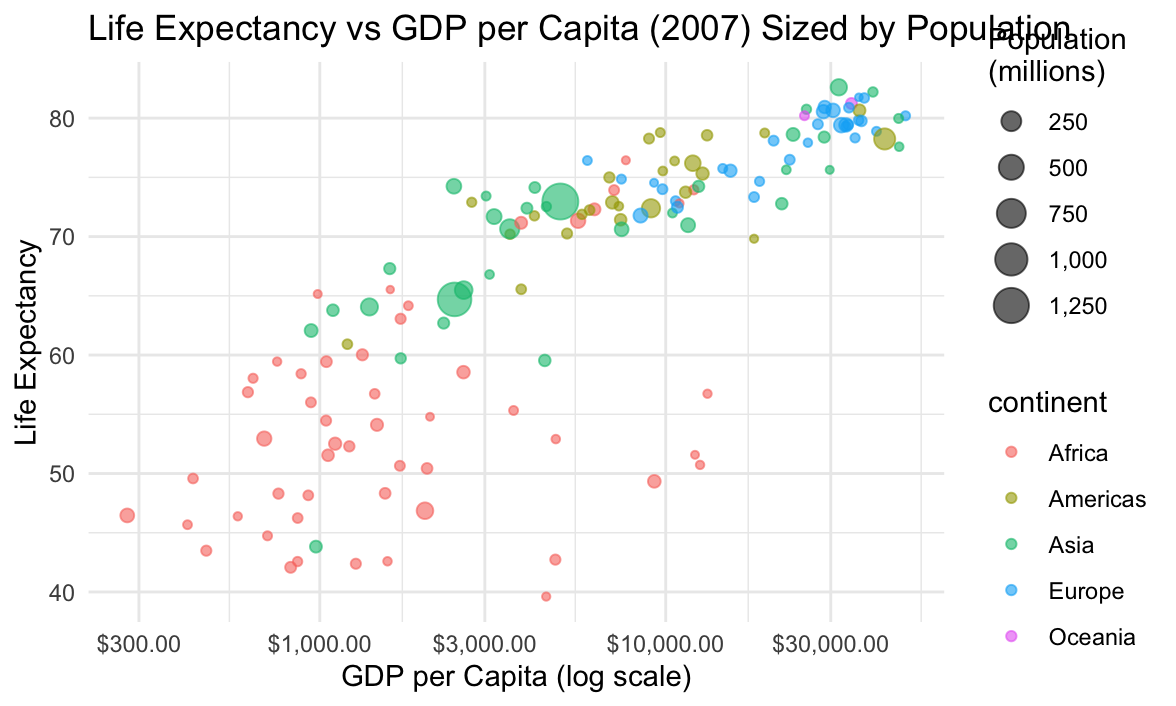 Life Expectancy vs GDP per Capita (2007) Sized by Population
Population
(millions)
250
500
750
1,000
1,250
continent
Africa
Americas
Asia
Europe
Oceania
Life Expectancy
80
70
60
50
40
$300.00 $1,000.00 $3,000.00 $10,000.00 $30,000.00
GDP per Capita (log scale)